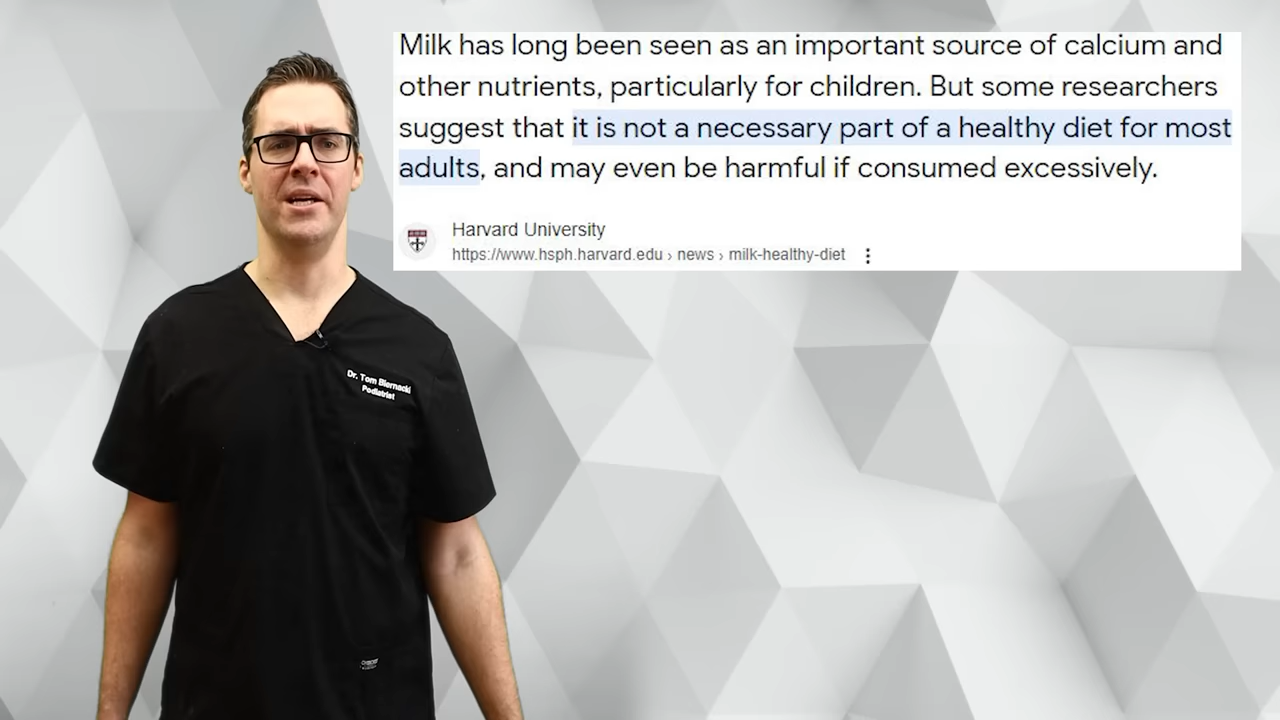 Milk has long been seen as an important source of calcium and
other nutrients, particularly for children. But some researchers
suggest that it is not a necessary part of a healthy diet for most
adults, and may even be harmful if consumed excessively.
Harvard University
https://www.hsph.harvard.edu › news › milk-healthy-diet
Dr. Tom Biernacki
Podiatrist